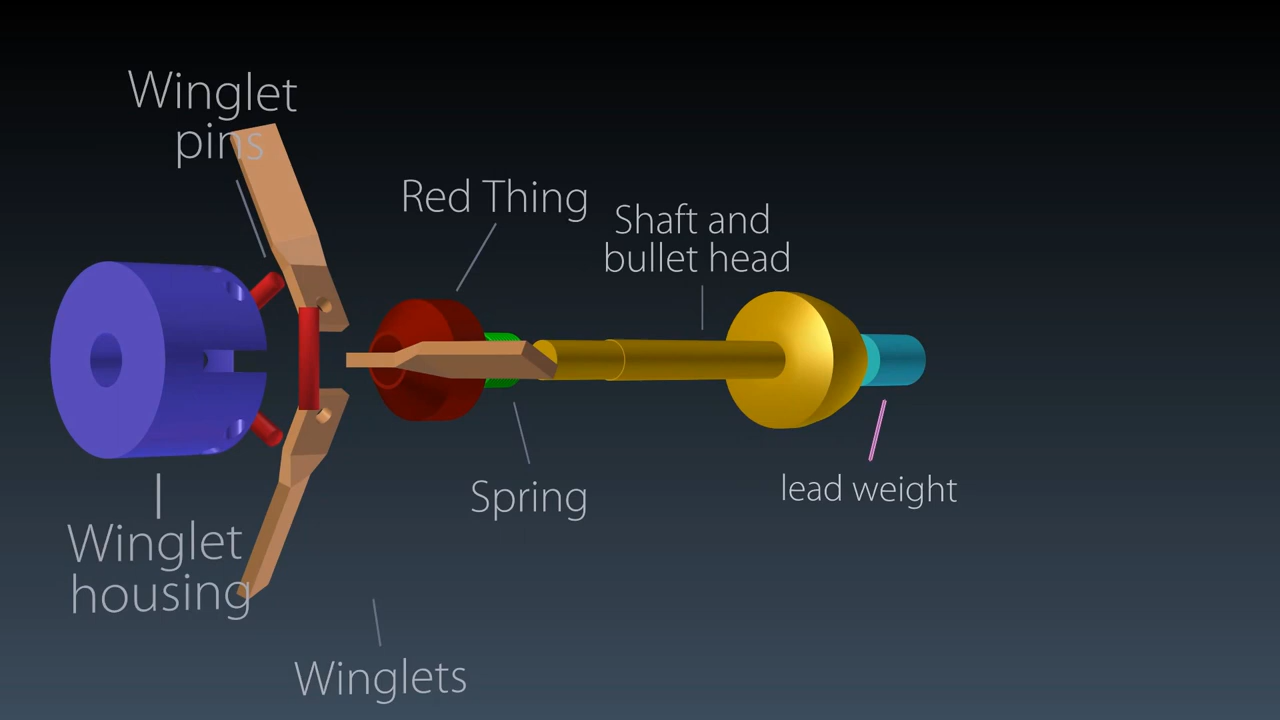 Winglet
pins
Red Thing
Shaft and
bullet head
Spring
lead weight
Winglet
housing
Winglets